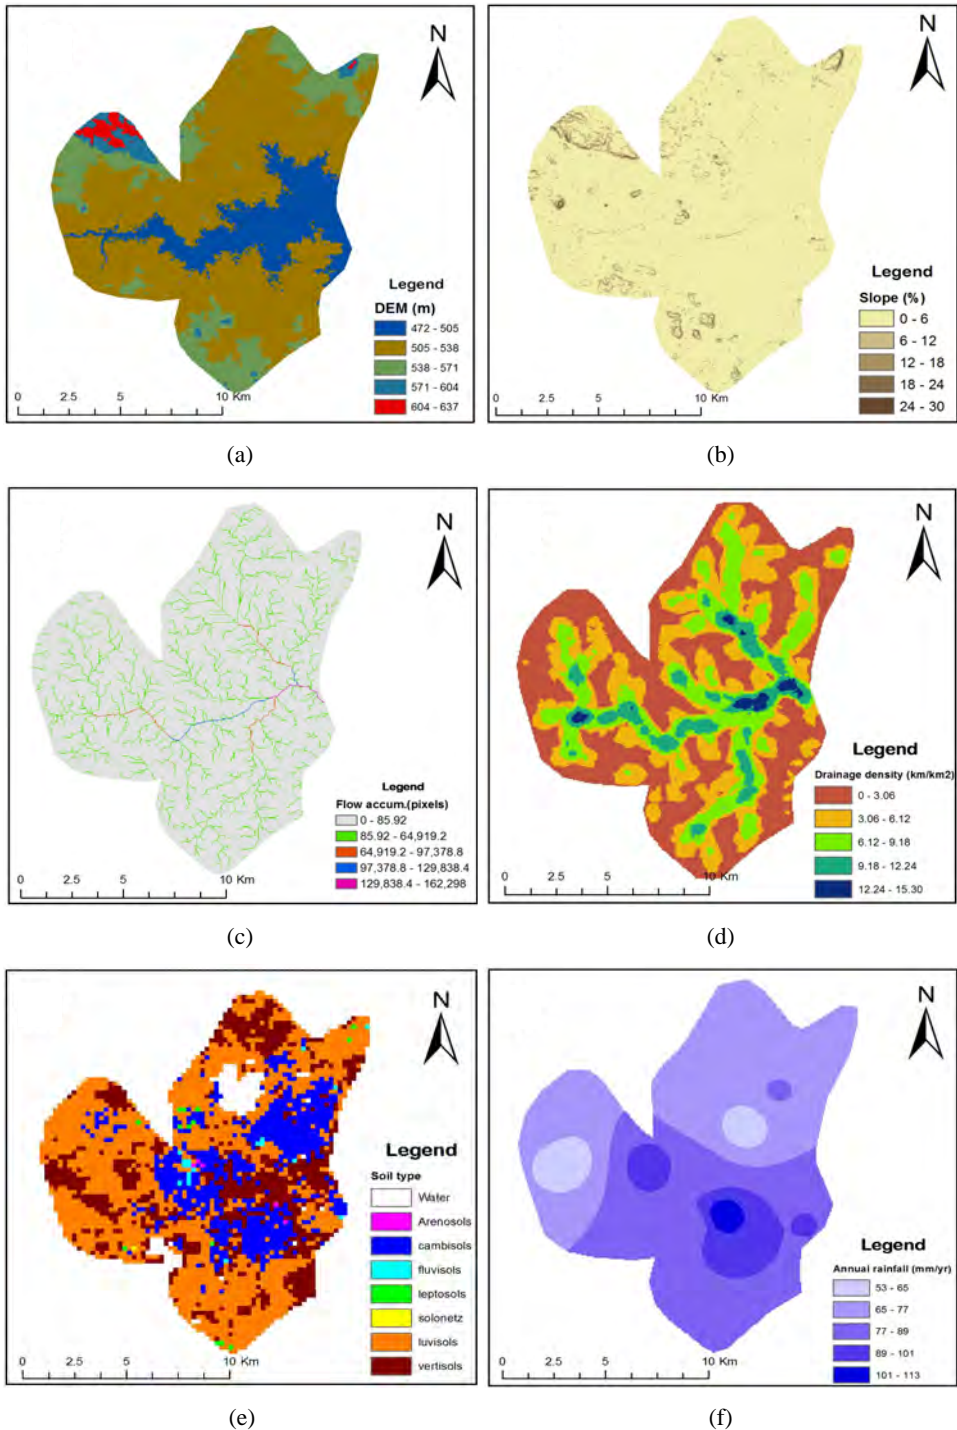 N
Legend
DEM (m)
472 - 505
505 - 538
538 - 571
571 - 604
604 - 637
0 2.5 5 10 Km
(a)
N
Legend
Slope (%)
0 - 6
6 - 12
12 - 18
18 - 24
24 - 30
0 2.5 5 10 Km
(b)
N
Legend
Flow accum.(pixels)
0 - 85.92
85.92 - 64,919.2
64,919.2 - 97,378.8
97,378.8 - 129,838.4
129,838.4 - 162,298
0 2.5 5 10 Km
(c)
N
Legend
Drainage density (km/km2)
0 - 3.06
3.06 - 6.12
6.12 - 9.18
9.18 - 12.24
12.24 - 15.30
0 2.5 5 10 Km
(d)
N
Legend
Soil type
Water
Arenosols
cambisols
fluvisols
leptosols
isolonetz
luvisols
vertisols
0 2.5 5 10 Km
(e)
N
Legend
Annual rainfall (mm/yr)
53 - 65
65 - 77
77 - 89
89 - 101
101 - 113
0 2.5 5 10 Km
(f)